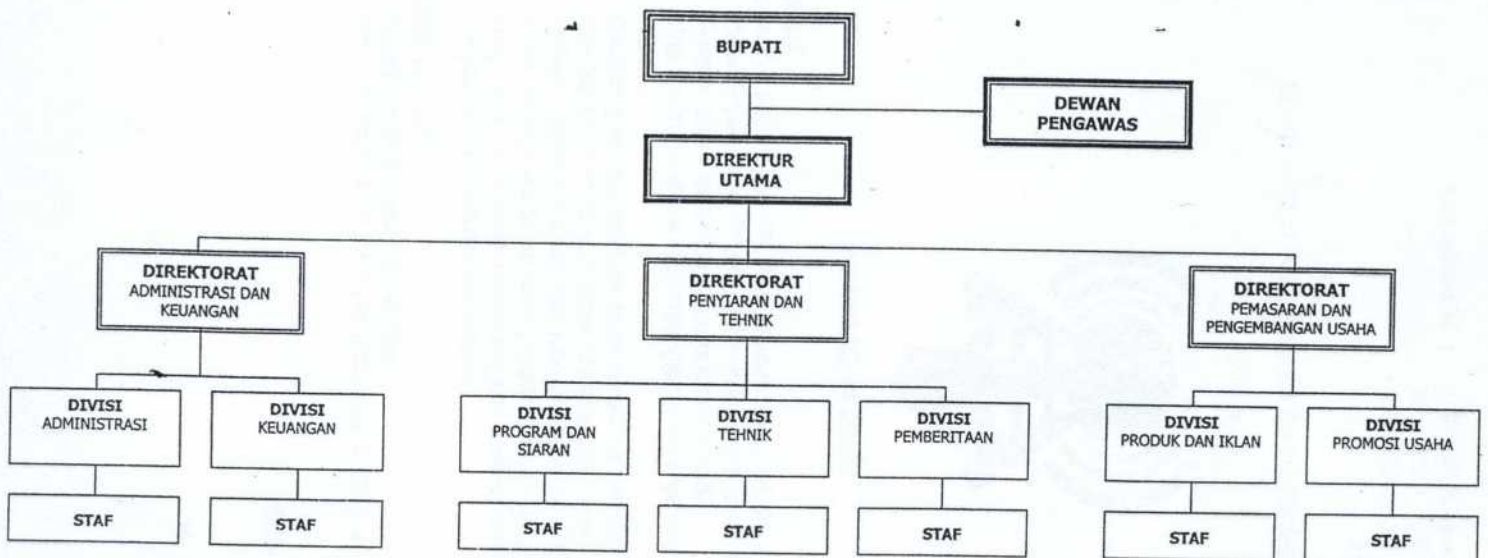 BUPATI
DEWAN
PENGAWAS
DIREKTUR
UTAMA
DIREKTORAT
ADMINISTRASI DAN
KEUANGAN
DIREKTORAT
PENYIARAN DAN
TEHNIK
DIREKTORAT
PEMASARAN DAN
PENGEMBANGAN USAHA
DIVISI
ADMINISTRASI
DIVISI
KEUANGAN
DIVISI
PROGRAM DAN
SIARAN
DIVISI
TEHNIK
DIVISI
PEMBERITAAN
DIVISI
PRODUK DAN IKLAN
DIVISI
PROMOSI USAHA
STAF
STAF
STAF
STAF
STAF
STAF
STAF